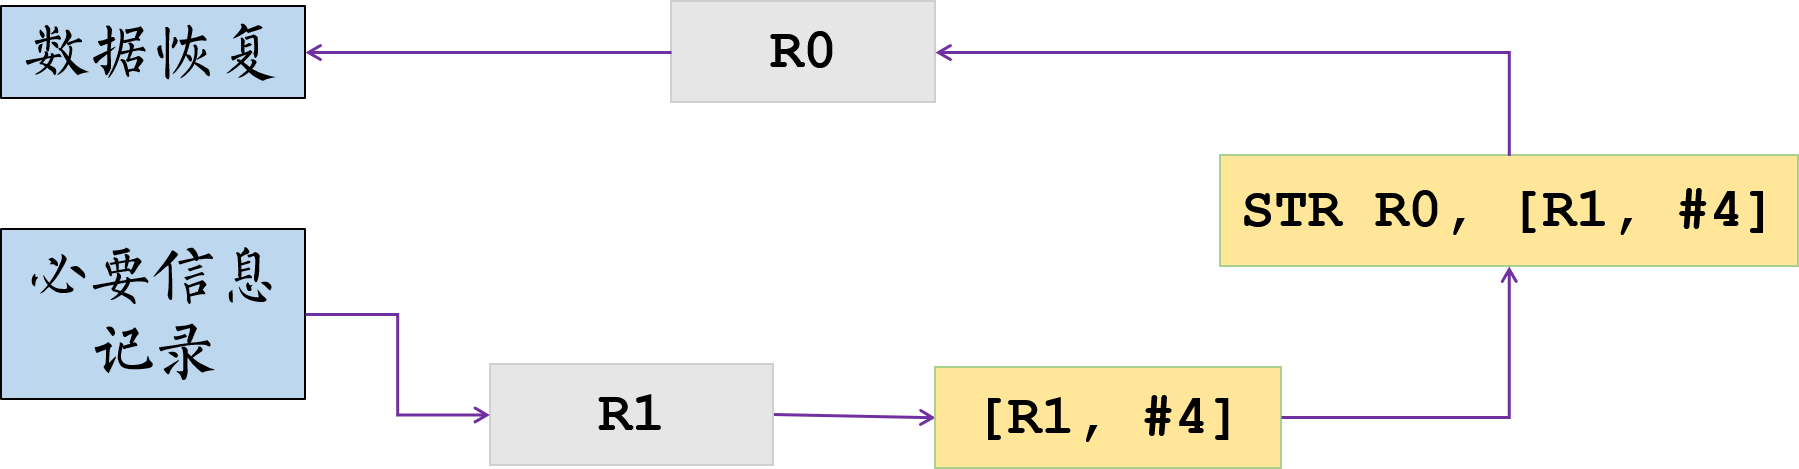 数据恢复
R0
STR R0, [R1, #4]
必要信息
记录
R1
[R1, #4]